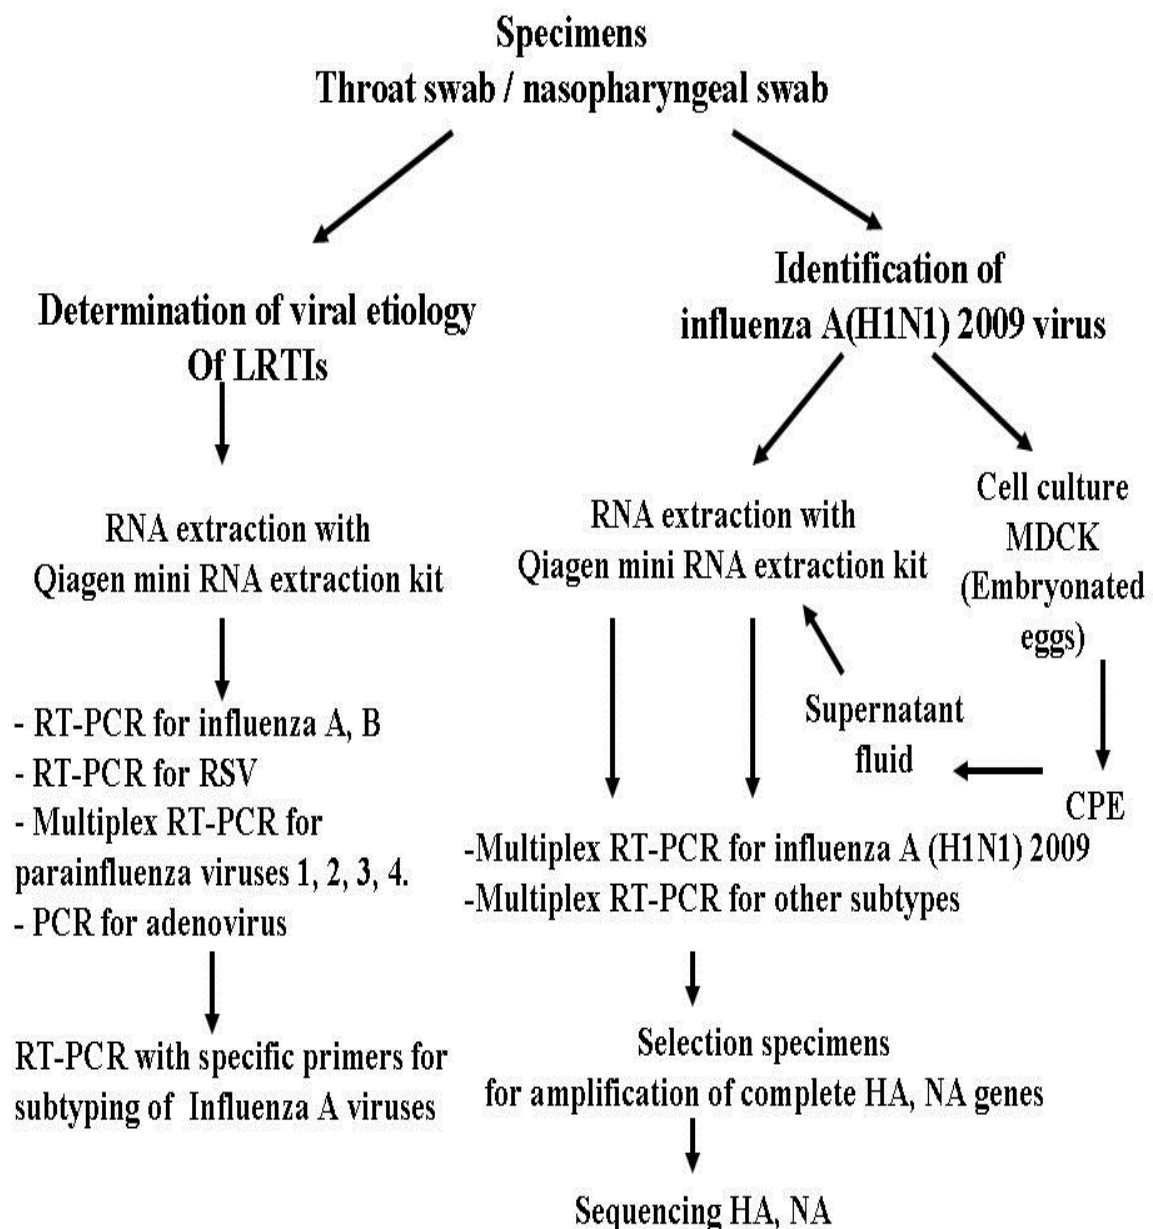 Specimens
Throat swab / nasopharyngeal swab
Determination of viral etiology
Of LRTIs
RNA extraction with
Qiagen mini RNA extraction kit
- RT-PCR for influenza A, B
- RT-PCR for RSV
- Multiplex RT-PCR for
parainfluenza viruses 1, 2, 3, 4.
- PCR for adenovirus
RT-PCR with specific primers for
subtyping of Influenza A viruses
Identification of
influenza A(H1N1) 2009 virus
RNA extraction with
Qiagen mini RNA extraction kit
Cell culture
MDCK
(Embryonated
eggs)
CPE
Supernatant
fluid
-Multiplex RT-PCR for influenza A (H1N1) 2009
-Multiplex RT-PCR for other subtypes
Selection specimens
for amplification of complete HA, NA genes
Sequencing HA, NA